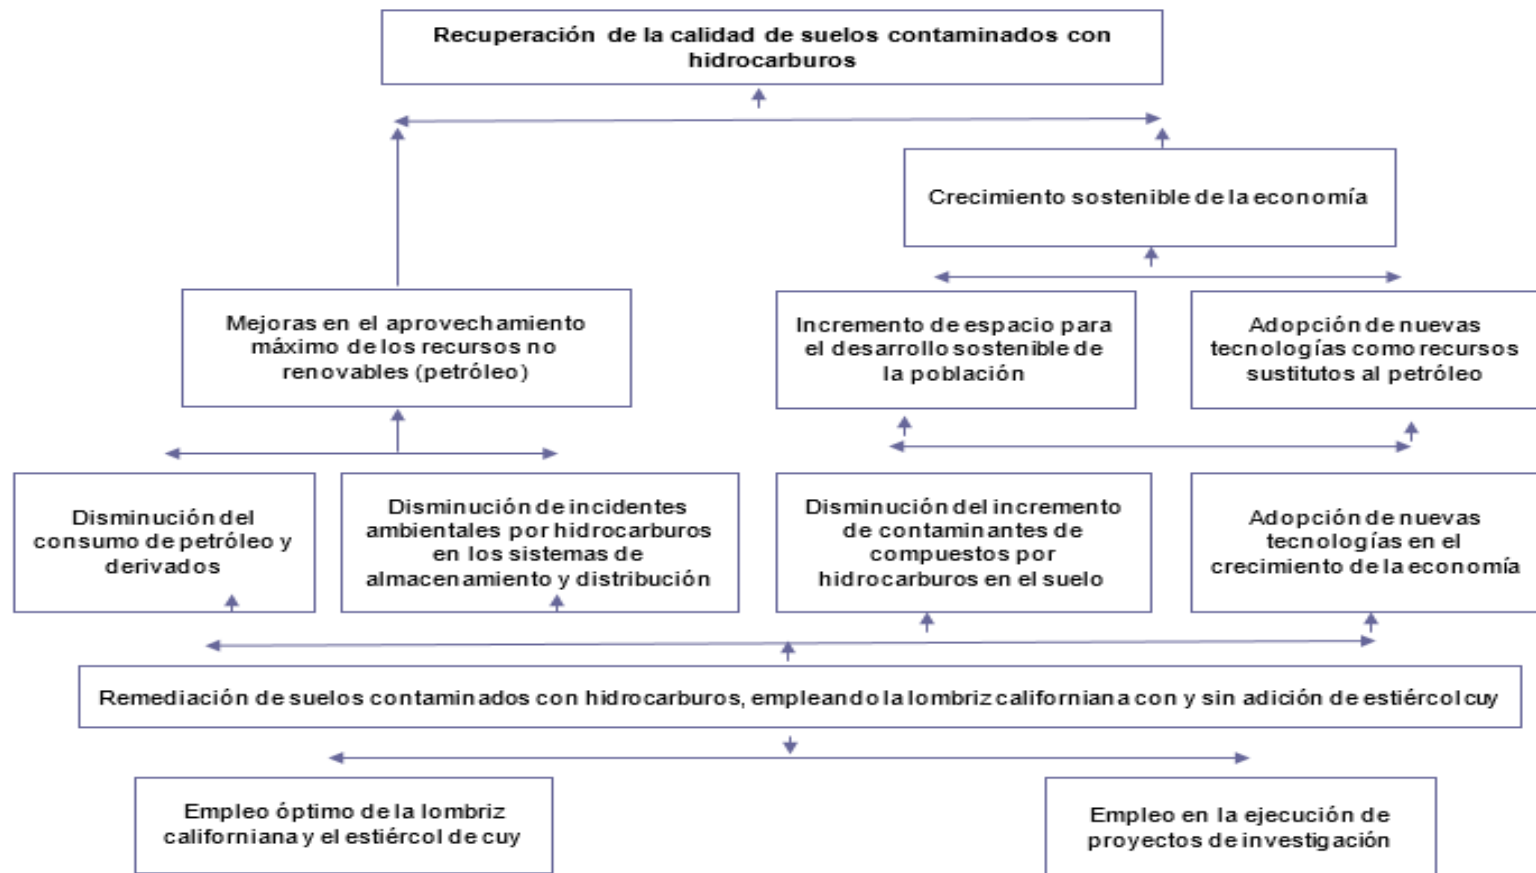 Recuperación de la calidad de suelos contaminados con
hidrocarburos
Crecimiento sostenible de la economía
Mejoras en el aprovechamiento
máximo de los recursos no
renovables (petróleo)
Incremento de espacio para
el desarrollo sostenible de
la población
Adopción de nuevas
tecnologías como recursos
sustitutos al petróleo
Disminución del
consumo de petróleo y
derivados
Disminución de incidentes
ambientales por hidrocarburos
en los sistemas de
almacenamiento y distribución
Disminución del incremento
de contaminantes de
compuestos por
hidrocarburos en el suelo
Adopción de nuevas
tecnologías en el
crecimiento de la economía
Remediación de suelos contaminados con hidrocarburos, empleando la lombriz californiana con y sin adición de estiércol cuy
Empleo óptimo de la lombriz
californiana y el estiércol de cuy
Empleo en la ejecución de
proyectos de investigación